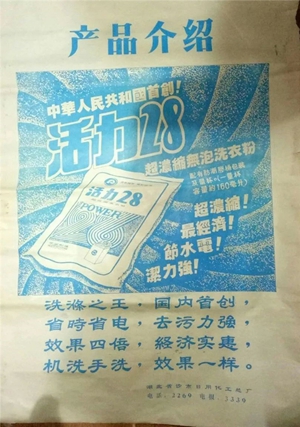 产品介绍
中華人民共和國首創!
活力28
超濃縮無泡洗衣粉
超濃縮!
最經濟!
節水電!
潔力強!
活力28
POWER
洗涤之王,国内首创,
省時省电,去污力强,
效果四倍,经济实惠,
机洗手洗,效果一样。